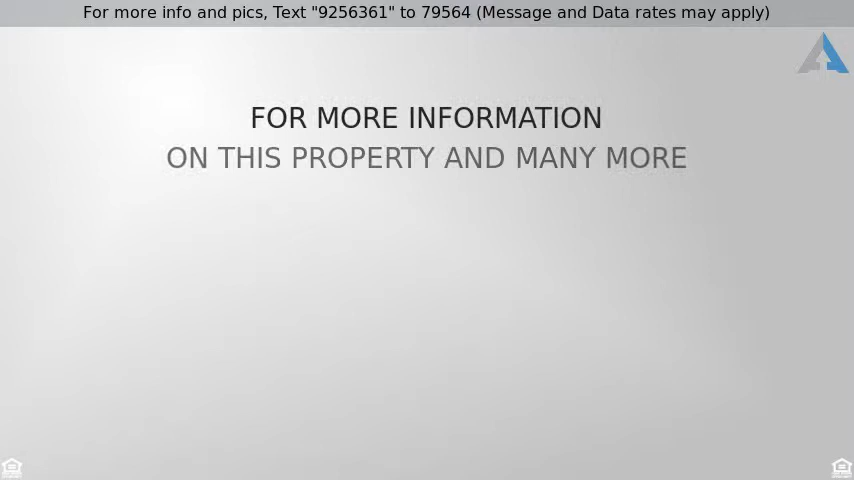 For more info and pics, Text "9256361" to 79564 (Message and Data rates may apply)
FOR MORE INFORMATION
ON THIS PROPERTY AND MANY MORE